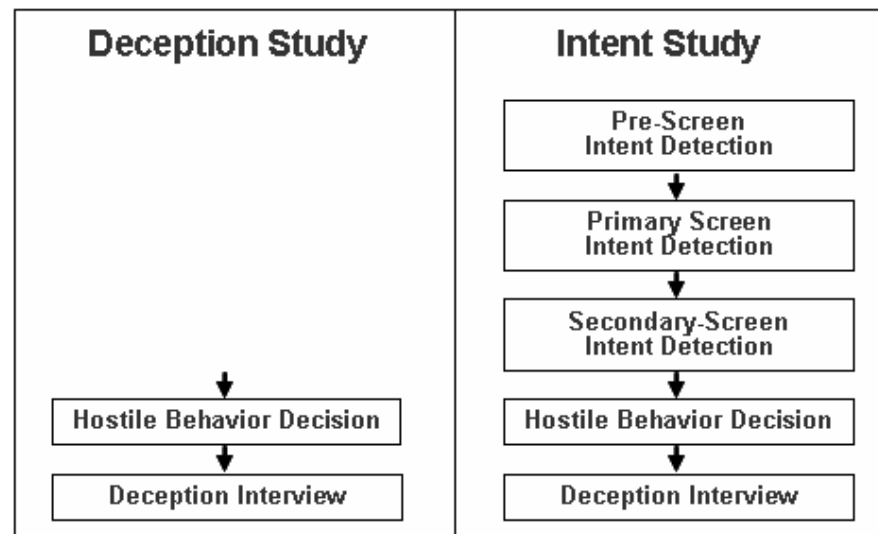 Deception Study
Hostile Behavior Decision
Deception Interview
Intent Study
Pre-Screen
Intent Detection
Primary Screen
Intent Detection
Secondary-Screen
Intent Detection
Hostile Behavior Decision
Deception Interview